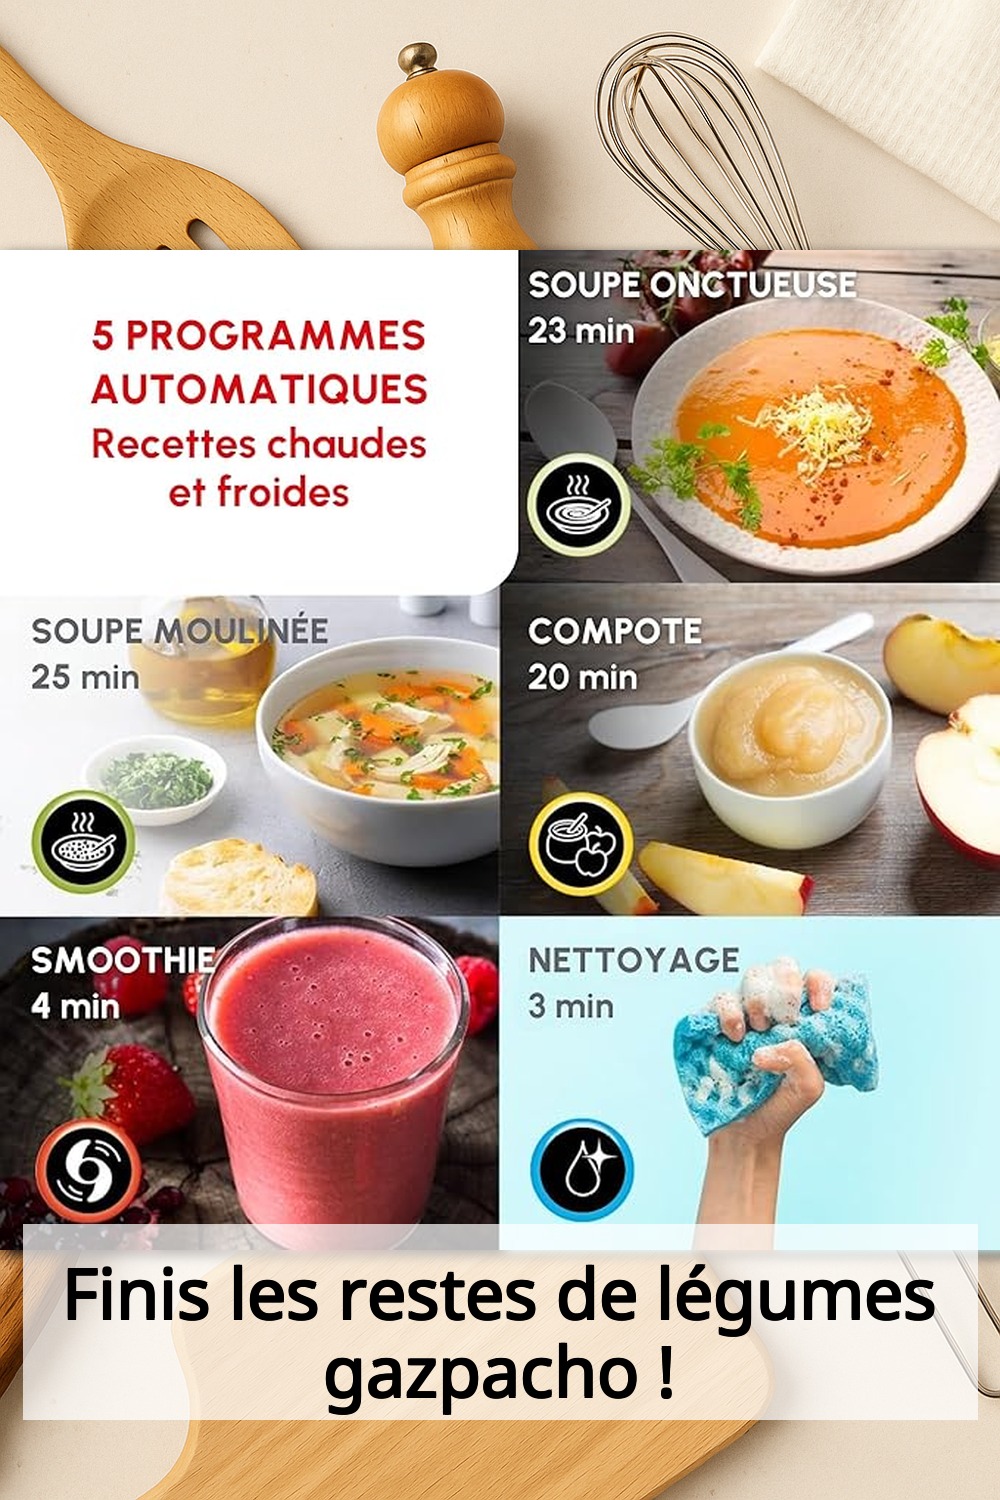 5 PROGRAMMES
AUTOMATIQUES
Recettes chaudes
et froides
SOUPE ONCTUEUSE
23 min
SOUPE MOULINÉE
25 min
COMPOTE
20 min
SMOOTHIE
4 min
NETTOYAGE
3 min
Finis les restes de légumes
gazpacho !